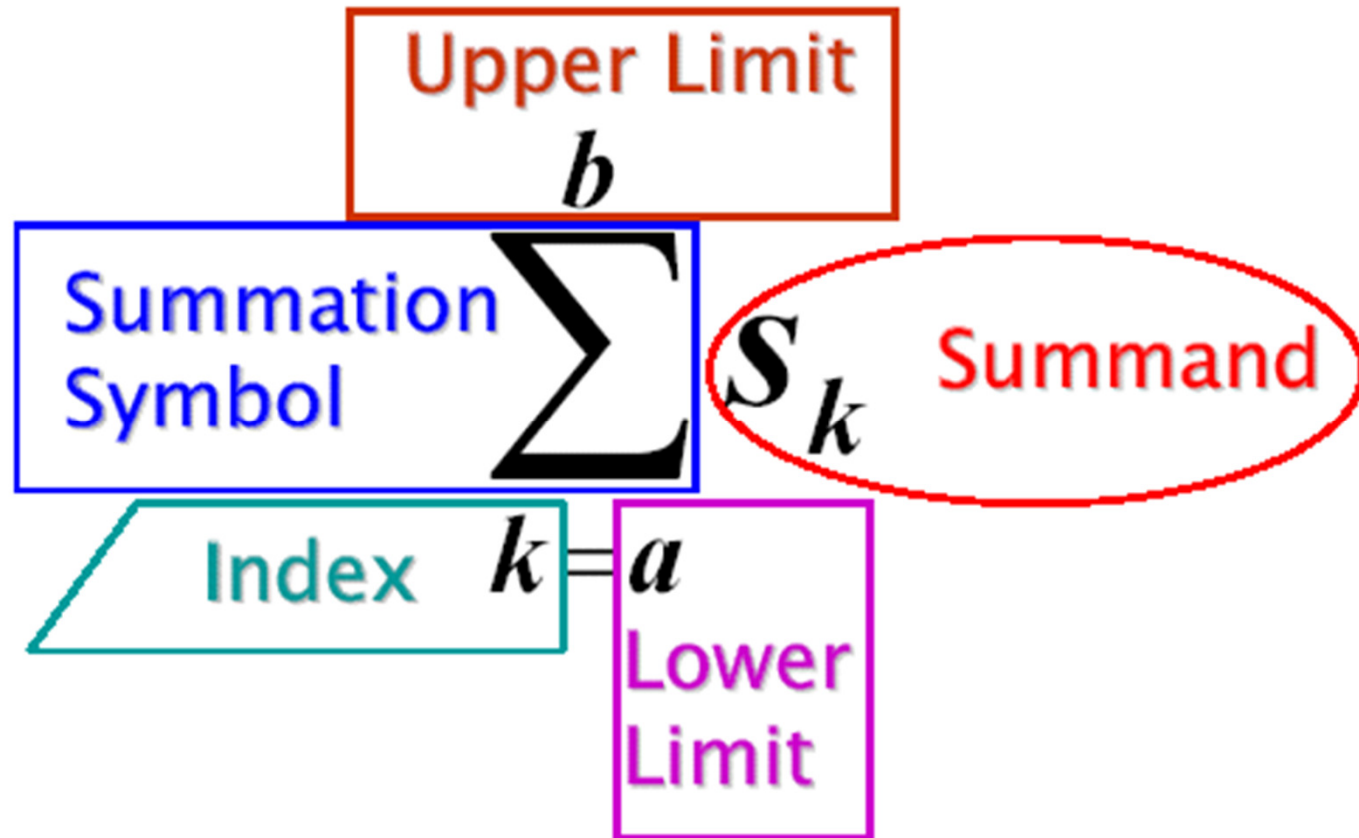 Upper Limit
b
Summation
Symbol
∑
s k
Summand
Index
k = a
Lower
Limit